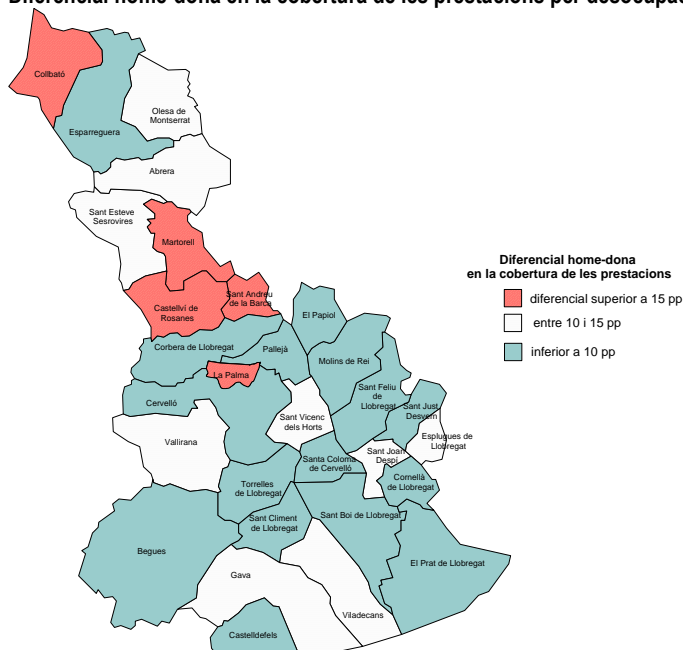 Diferencial home-dona en la cobertura de les prestacions per desocupac
Collbató
Olesa de
Montserrat
Esparreguera
Abrera
Sant Esteve
Sesrovires
Martorell
Sant Andreu
de la Barca
Castellví de
Rosanes
El Papiol
Corbera de Llobregat
Pallejà
Molins de Rei
La Palma
Sant Feliu
de
Llobregat
Cervelló
Sant Just
Desvern
Sant Vicenc
dels Horts
Vallirana
Esplugues de
Llobregat
Sant Joan
Despí
Santa Coloma
de Cervelló
Cornellà
de Llobregat
Torrelles
de Llobregat
Sant Boi de Llobregat
Sant Climent
de Llobregat
Begues
El Prat de Llobregat
Gava
Viladecans
Castelldefels
Diferencial home-dona
en la cobertura de les prestacions
diferencial superior a 15 pp
entre 10 i 15 pp
inferior a 10 pp